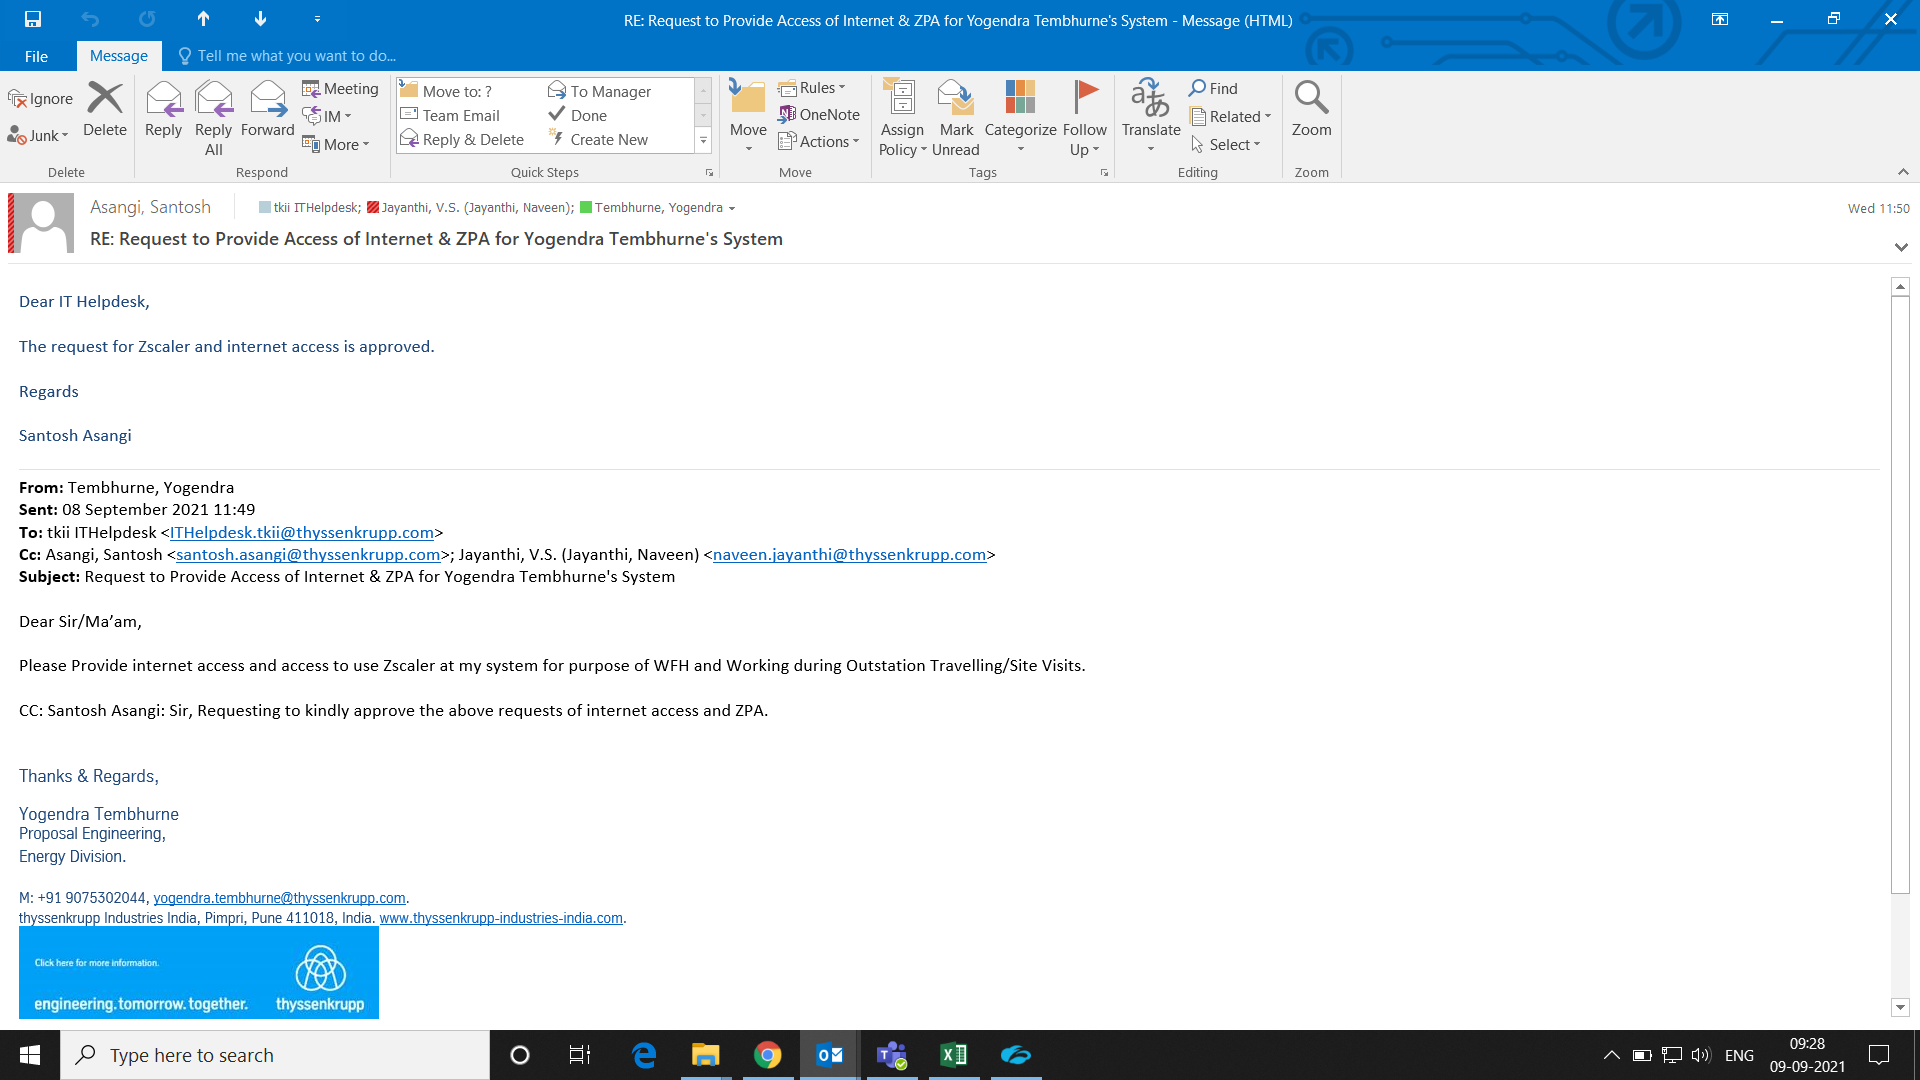 RE: Request to Provide Access of Internet & ZPA for Yogendra Tembhurne's System - Message (HTML)
File Message Tell me what you want to do...
Ignore
Junk
Delete
Reply
Reply All
Forward
Meeting
IM
More
Move to: ?
Team Email
Reply & Delete
To Manager
Done
Create New
Move
Rules
OneNote
Actions
Assign Policy
Mark Unread
Categorize
Follow Up
Translate
Find
Related
Select
Zoom
Delete Respond Quick Steps Move Tags Editing Zoom
Asangi, Santosh tkii ITHelpdesk; Jayanthi, V.S. (Jayanthi, Naveen); Tembhurne, Yogendra Wed 11:50
RE: Request to Provide Access of Internet & ZPA for Yogendra Tembhurne's System
Dear IT Helpdesk,
The request for Zscaler and internet access is approved.
Regards
Santosh Asangi
From: Tembhurne, Yogendra
Sent: 08 September 2021 11:49
To: tkii ITHelpdesk <ITHelpdesk.tkii@thyssenkrupp.com>
Cc: Asangi, Santosh <santosh.asangi@thyssenkrupp.com>; Jayanthi, V.S. (Jayanthi, Naveen) <naveen.jayanthi@thyssenkrupp.com>
Subject: Request to Provide Access of Internet & ZPA for Yogendra Tembhurne's System
Dear Sir/Ma’am,
Please Provide internet access and access to use Zscaler at my system for purpose of WFH and Working during Outstation Travelling/Site Visits.
CC: Santosh Asangi: Sir, Requesting to kindly approve the above requests of internet access and ZPA.
Thanks & Regards,
Yogendra Tembhurne
Proposal Engineering,
Energy Division.
M: +91 9075302044, yogendra.tembhurne@thyssenkrupp.com.
thyssenkrupp Industries India, Pimpri, Pune 411018, India. www.thyssenkrupp-industries-india.com.
Click here for more information.
engineering.tomorrow.together. thyssenkrupp
Type here to search
ENG
09:28
09-09-2021